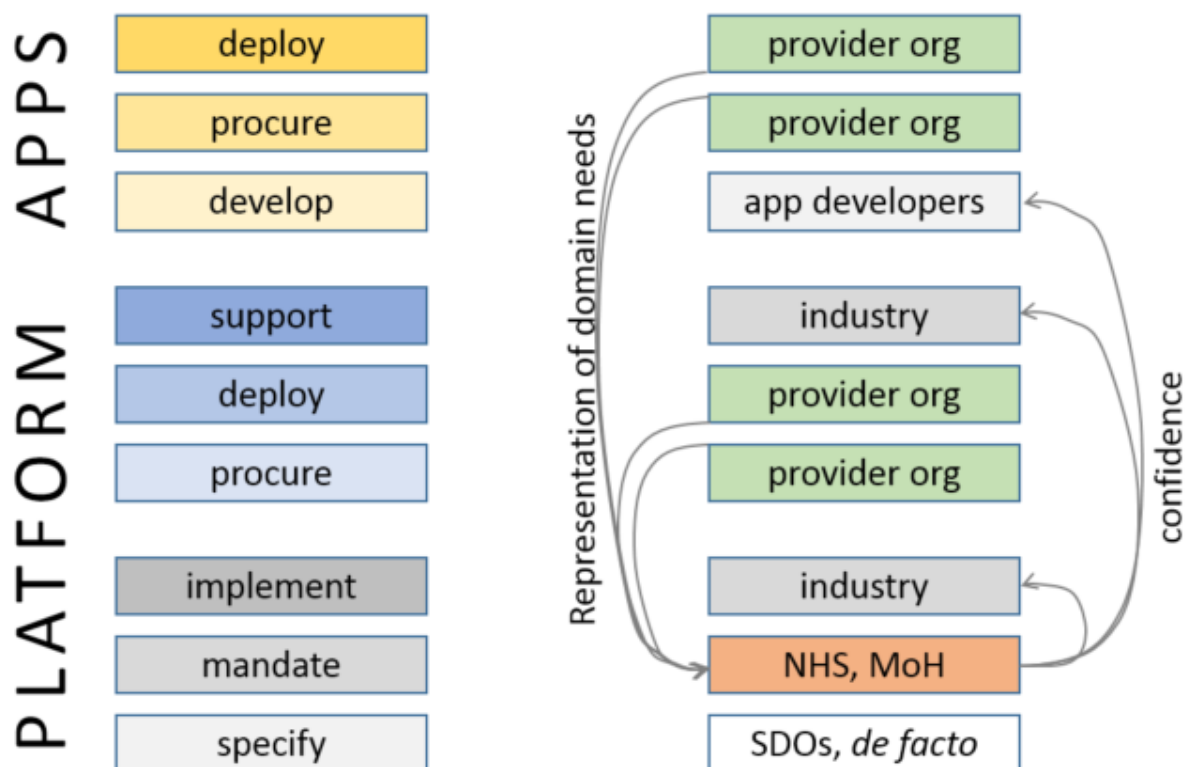 APPS
deploy
provider org
procure
provider org
develop
app developers
PLATFORM
support
industry
deploy
provider org
procure
provider org
implement
industry
mandate
NHS, MoH
specify
SDOs, de facto
Representation of domain needs
confidence